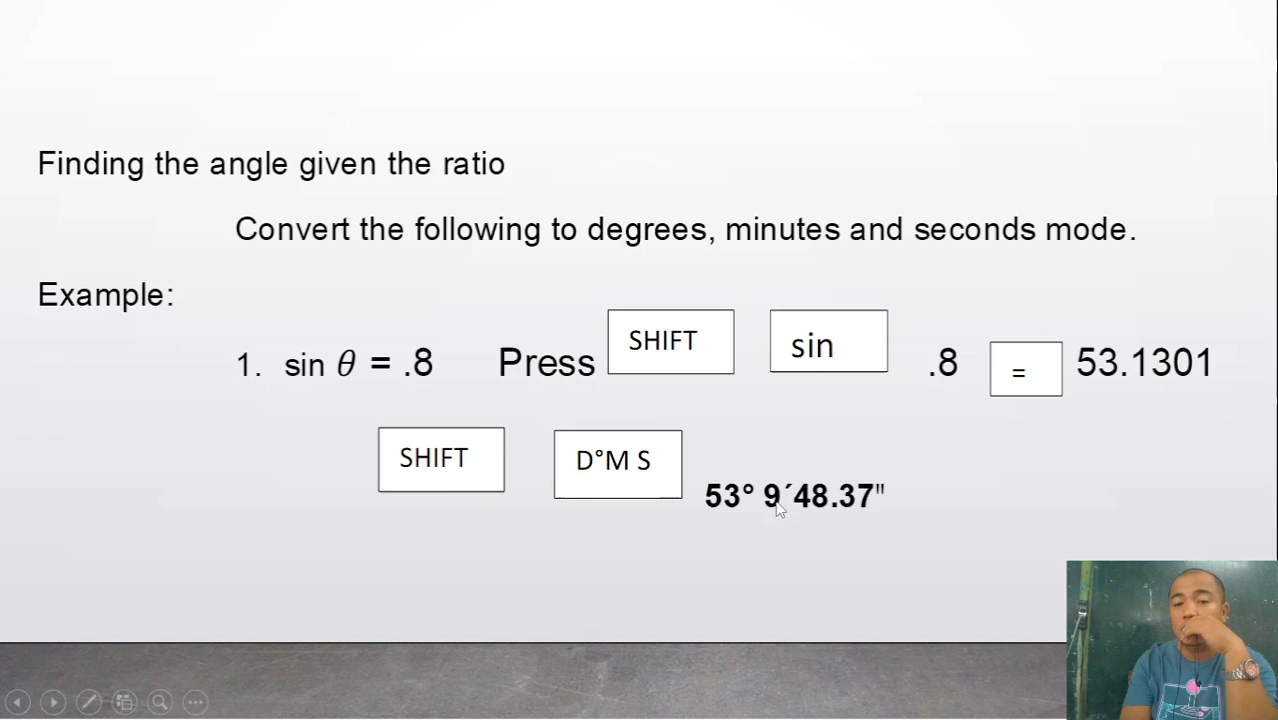 Finding the angle given the ratio
Convert the following to degrees, minutes and seconds mode.
Example:
1. sin 𝜃 = .8 Press SHIFT sin .8 = 53.1301
SHIFT D°M S 53° 9´48.37"